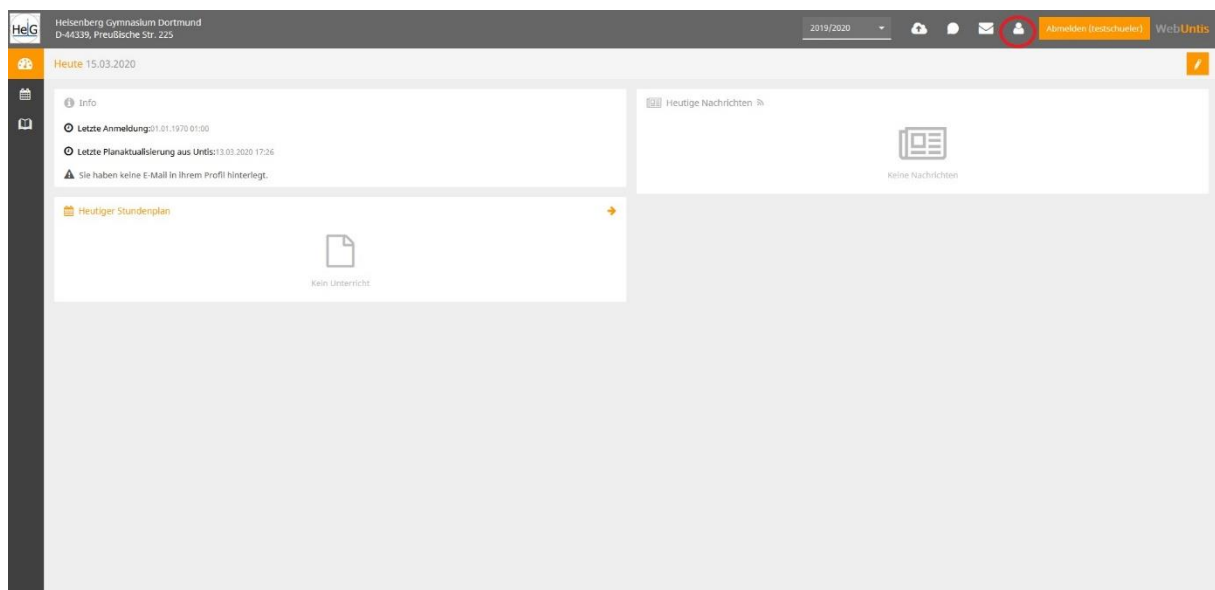 HeIG
Heisenberg Gymnasium Dortmund
D-44339, Preußische Str. 225
2019/2020
Abmelden (testschueler)
WebUntis
Heute 15.03.2020
Info
Letzte Anmeldung:01.01.1970 01:00
Letzte Planaktualisierung aus Untis:13.03.2020 17:26
Sie haben keine E-Mail in ihrem Profil hinterlegt.
Heutige Nachrichten
Keine Nachrichten
Heutiger Stundenplan
Kein Unterricht